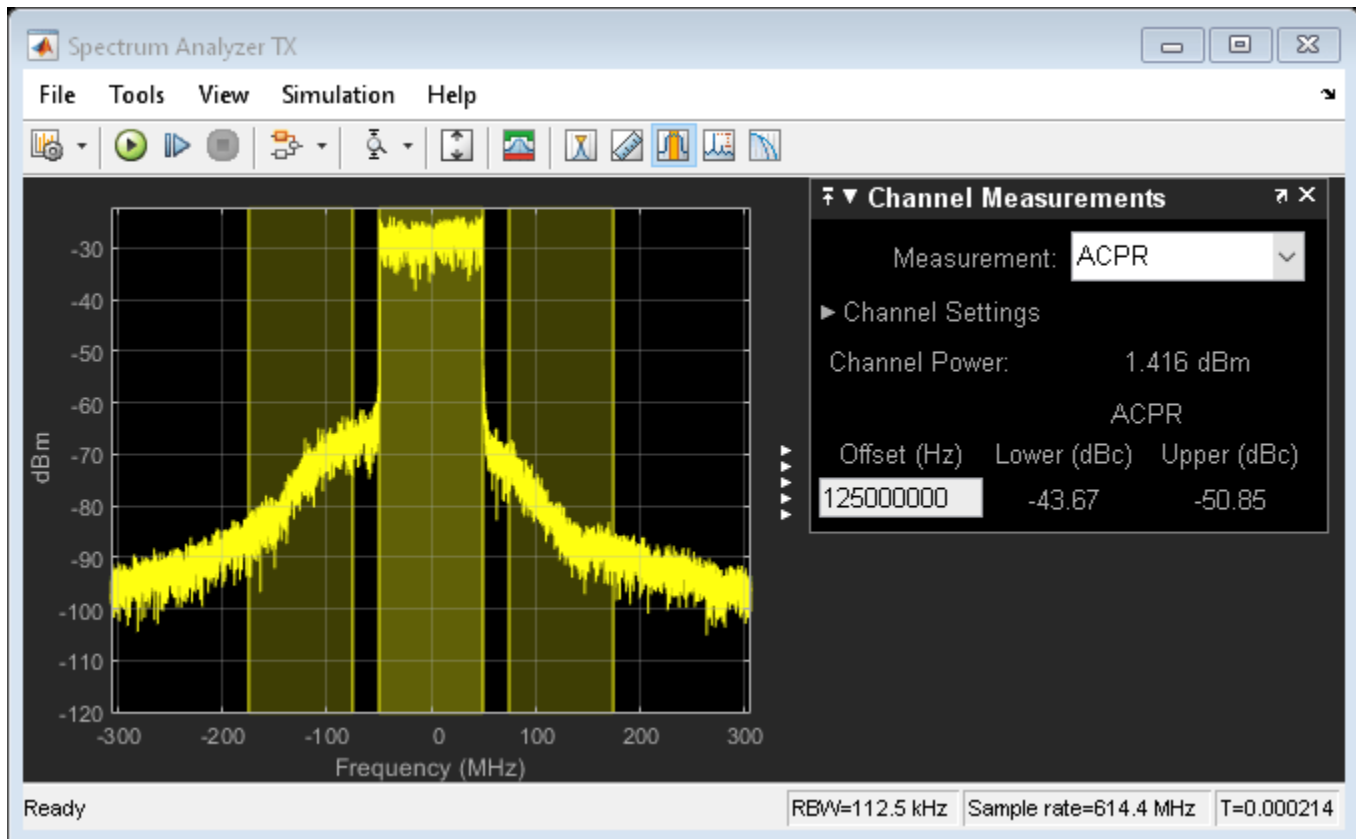 Spectrum Analyzer TX
File Tools View Simulation Help
Channel Measurements
Measurement: ACPR
Channel Settings
Channel Power: 1.416 dBm
ACPR
Offset (Hz) Lower (dBc) Upper (dBc)
125000000 -43.67 -50.85
dBm
-30
-40
-50
-60
-70
-80
-90
-100
-110
-120
-300 -200 -100 0 100 200 300
Frequency (MHz)
Ready RBW=112.5 kHz Sample rate=614.4 MHz T=0.000214